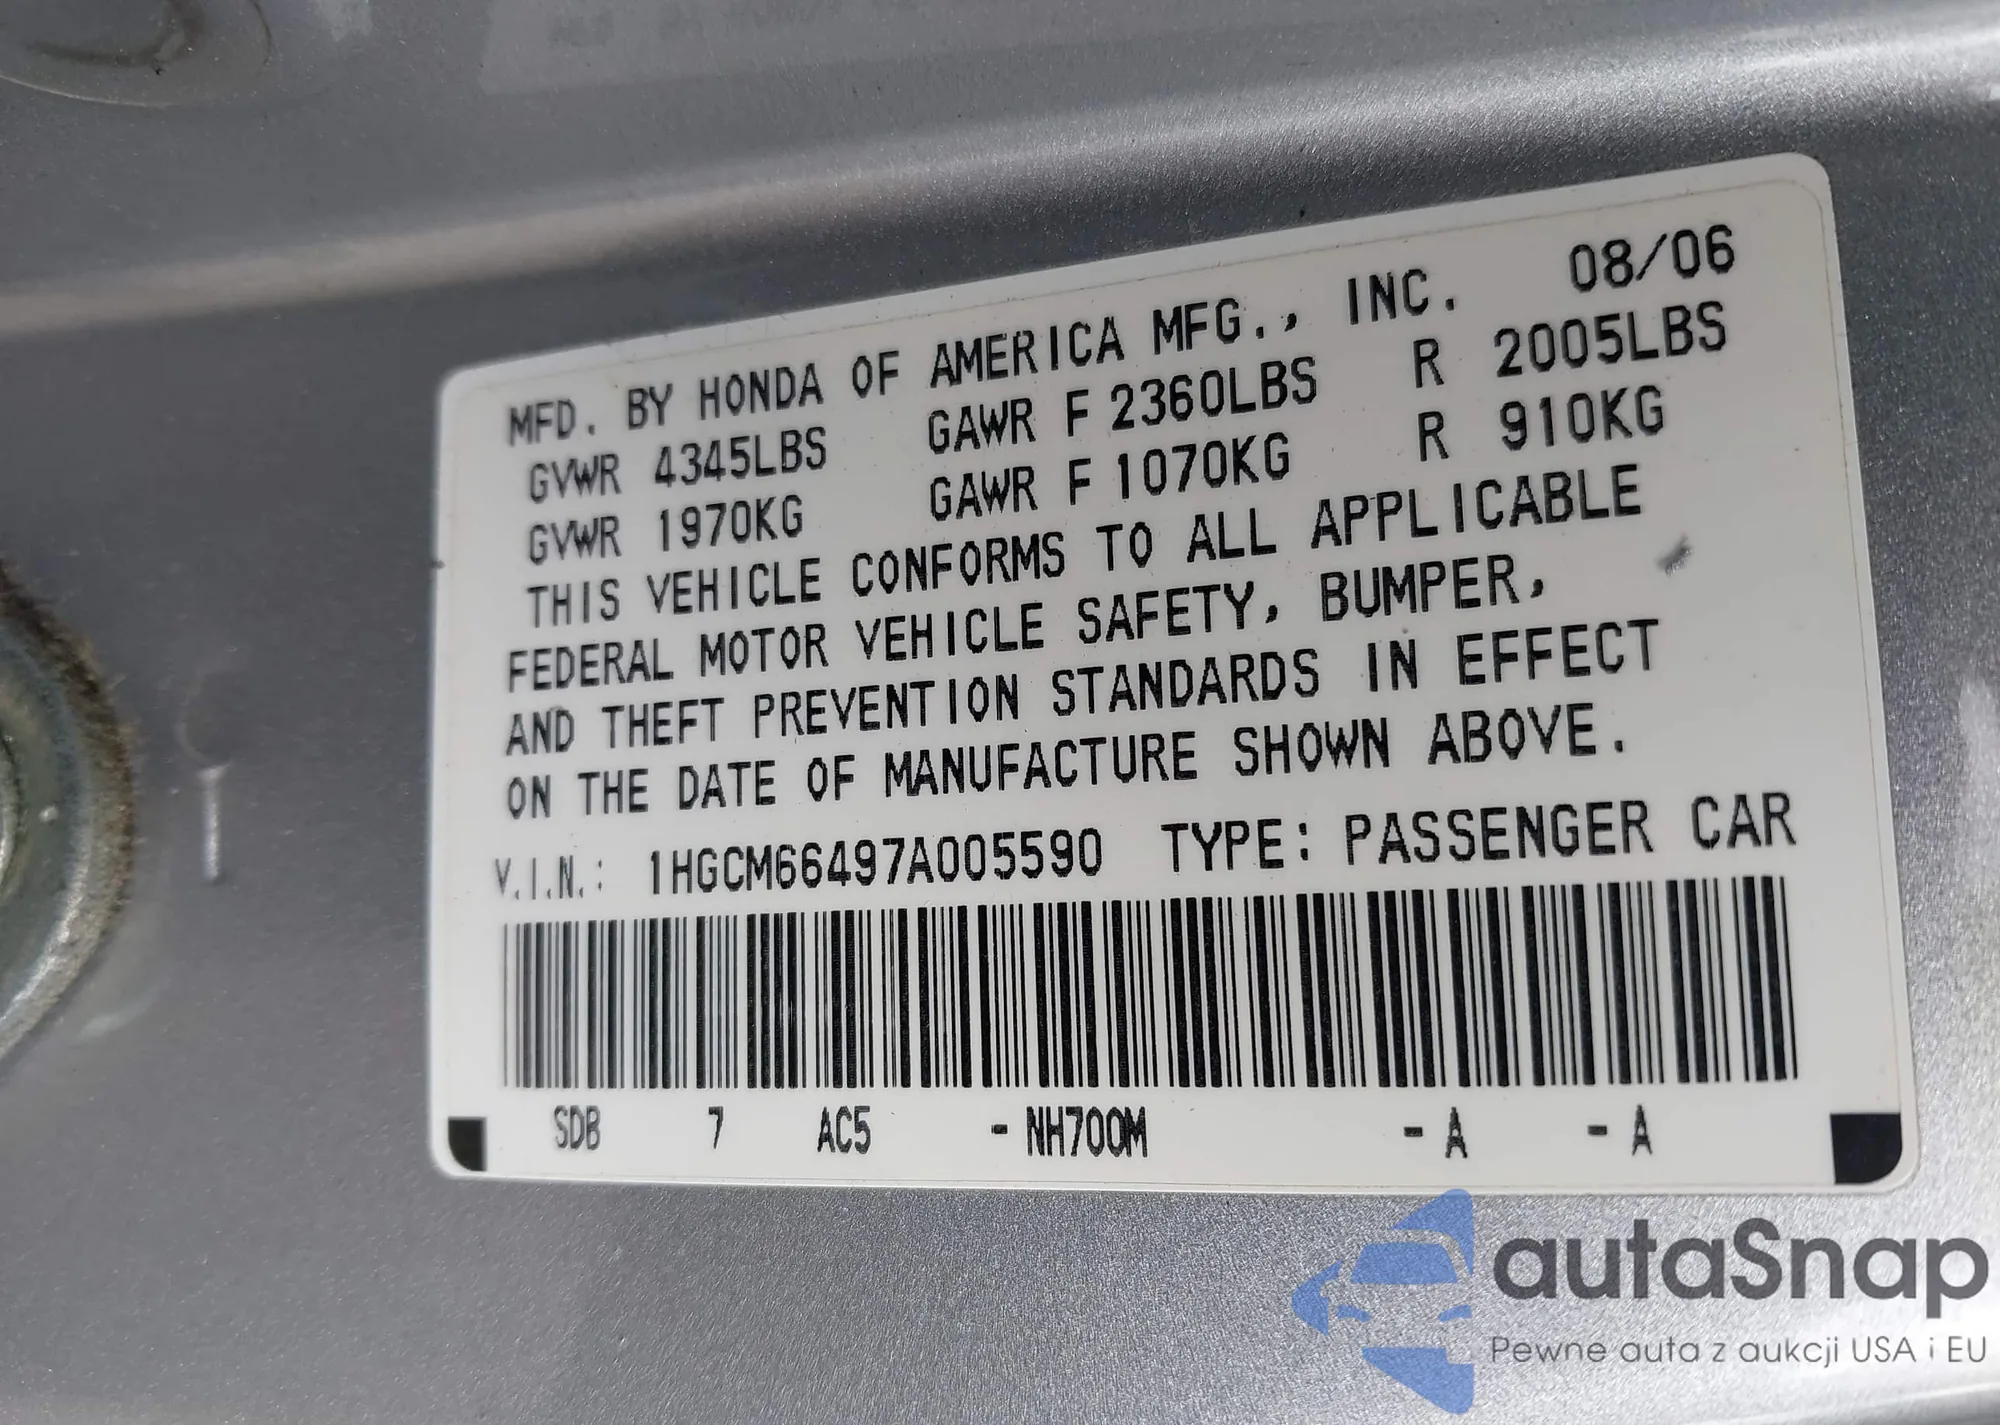 MFD. BY HONDA OF AMERICA MFG., INC. 08/06
GVWR 4345LBS GAWR F 2360LBS R 2005LBS
GVWR 1970KG GAWR F 1070KG R 910KG
THIS VEHICLE CONFORMS TO ALL APPLICABLE
FEDERAL MOTOR VEHICLE SAFETY, BUMPER,
AND THEFT PREVENTION STANDARDS IN EFFECT
ON THE DATE OF MANUFACTURE SHOWN ABOVE.
V.I.N.: 1HGCM66497A005590 TYPE: PASSENGER CAR
SDB 7 AC5 - NH700M - A - A
autaSnap
Pewne auta z aukcji USA i EU